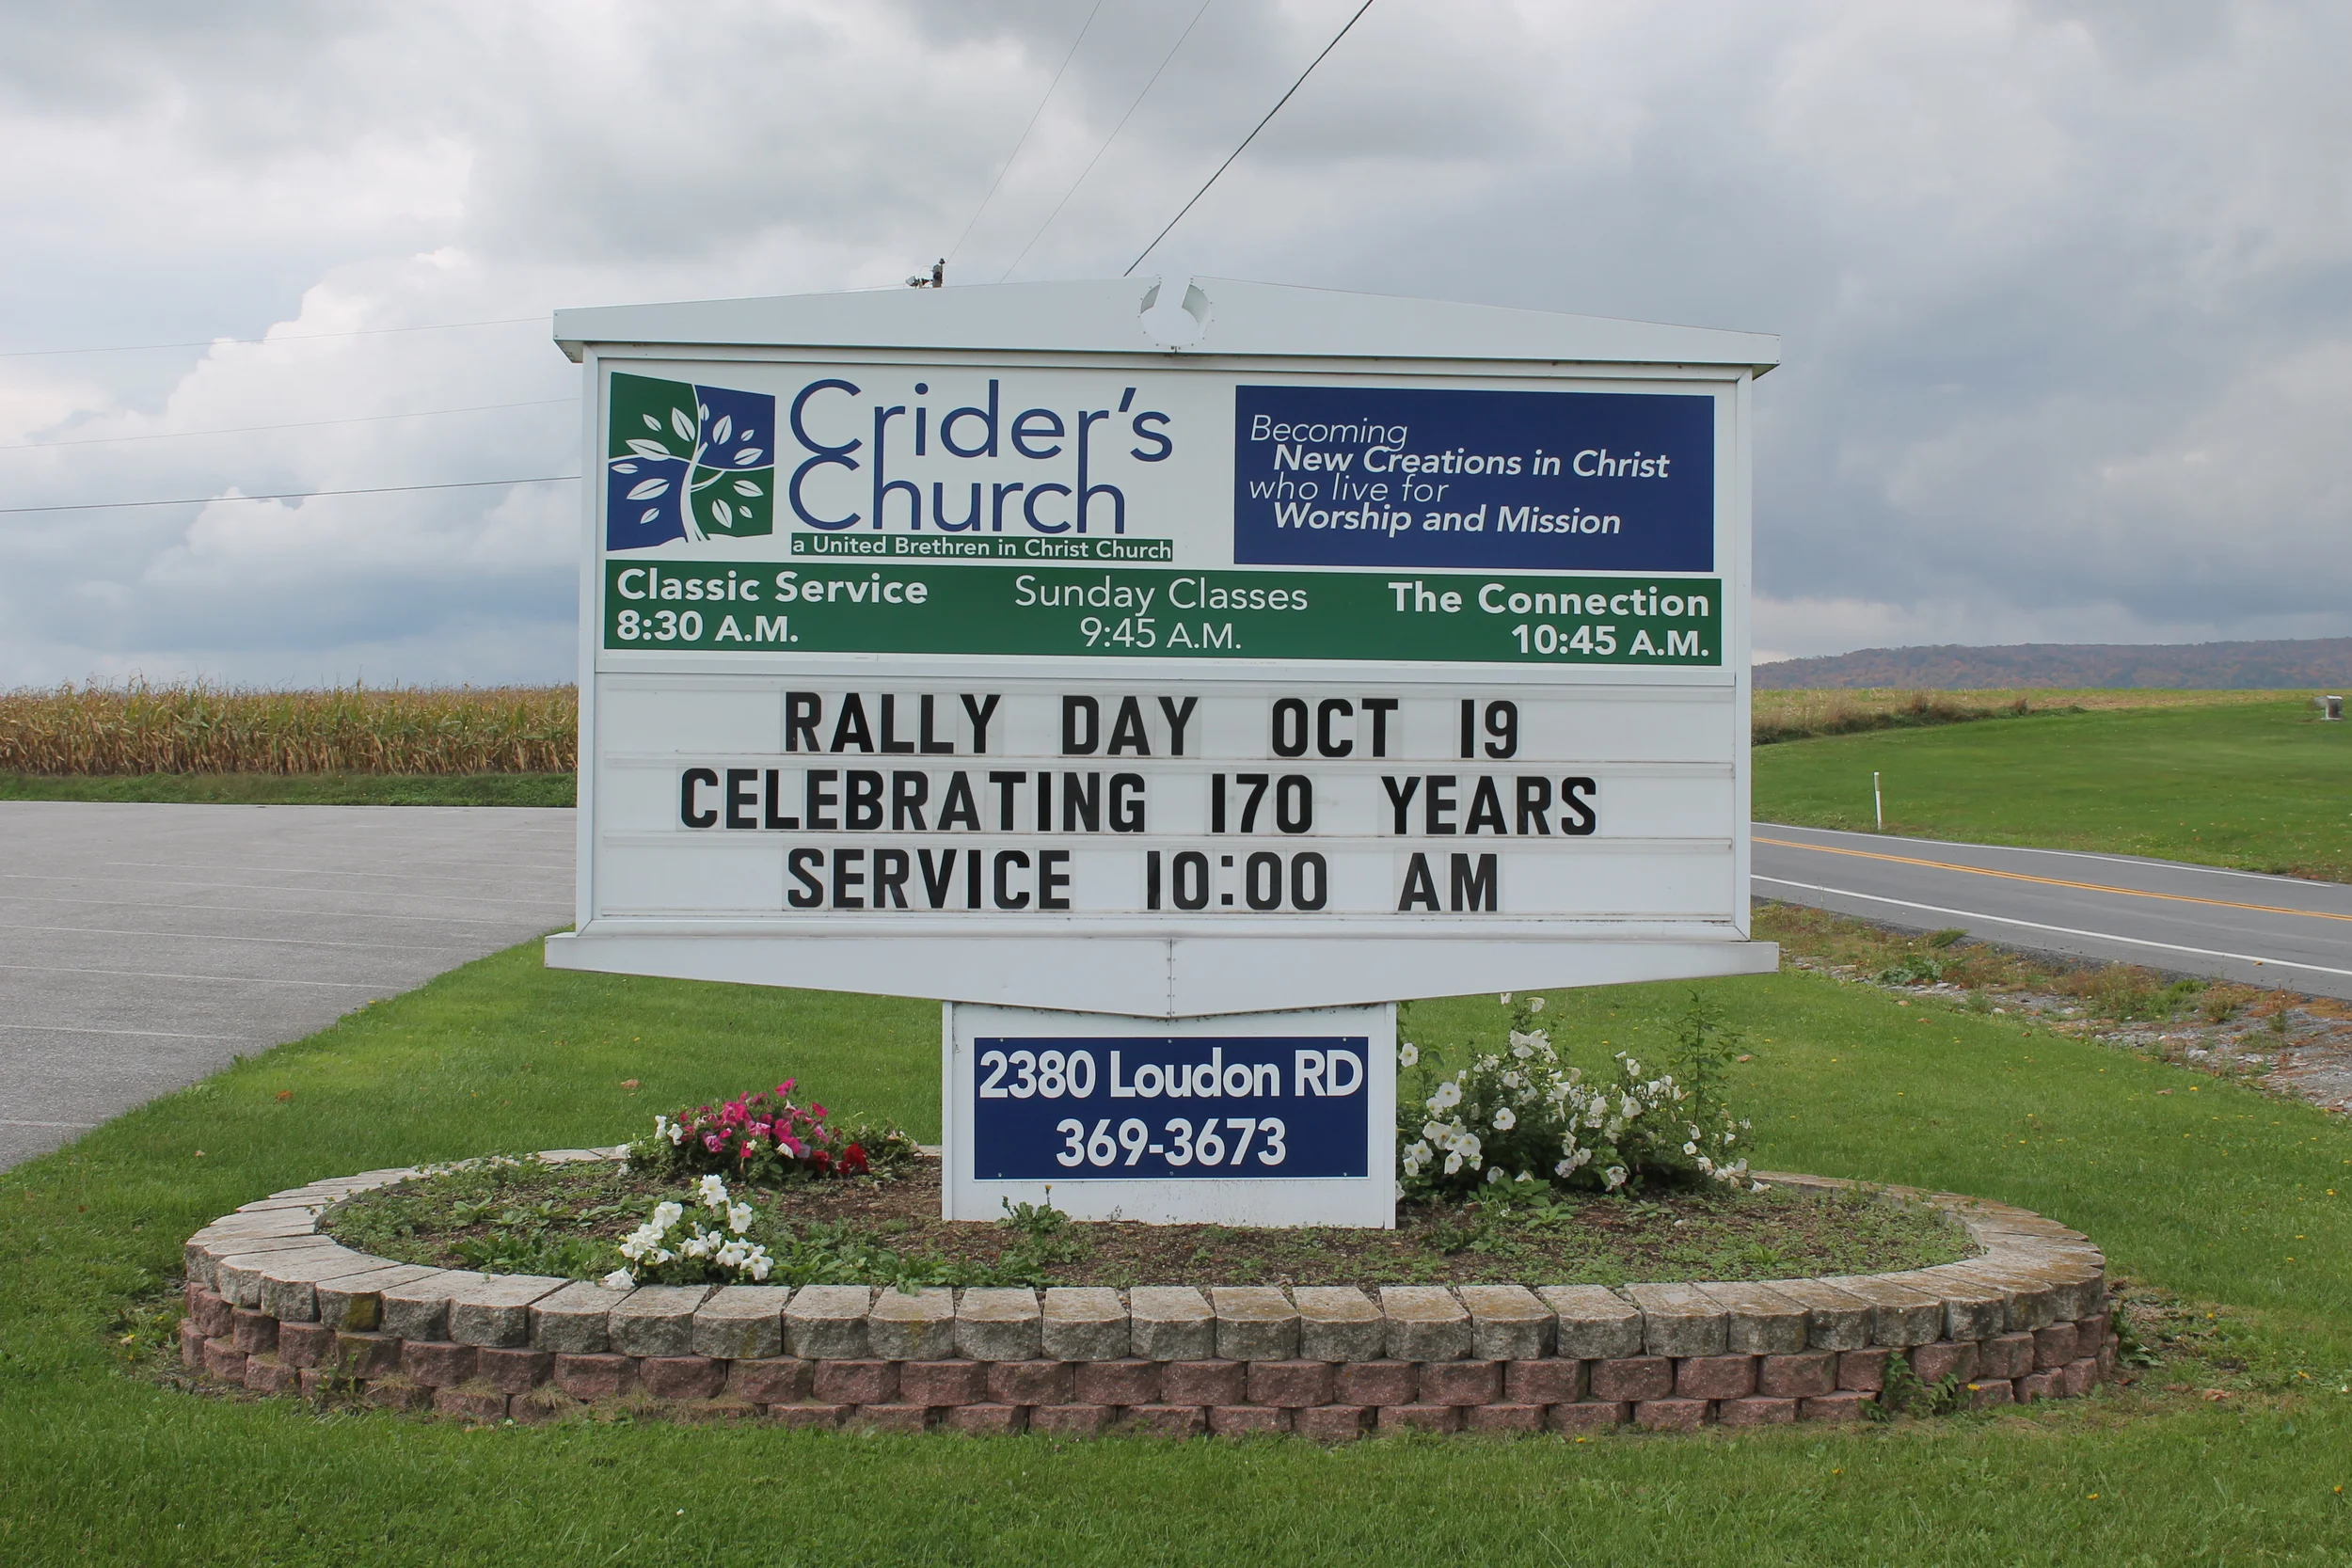 Crider's
Church
a United Brethren in Christ Church
Becoming
New Creations in Christ
who live for
Worship and Mission
Classic Service
8:30 A.M.
Sunday Classes
9:45 A.M.
The Connection
10:45 A.M.
RALLY DAY OCT 19
CELEBRATING 170 YEARS
SERVICE 10:00 AM
2380 Loudon RD
369-3673